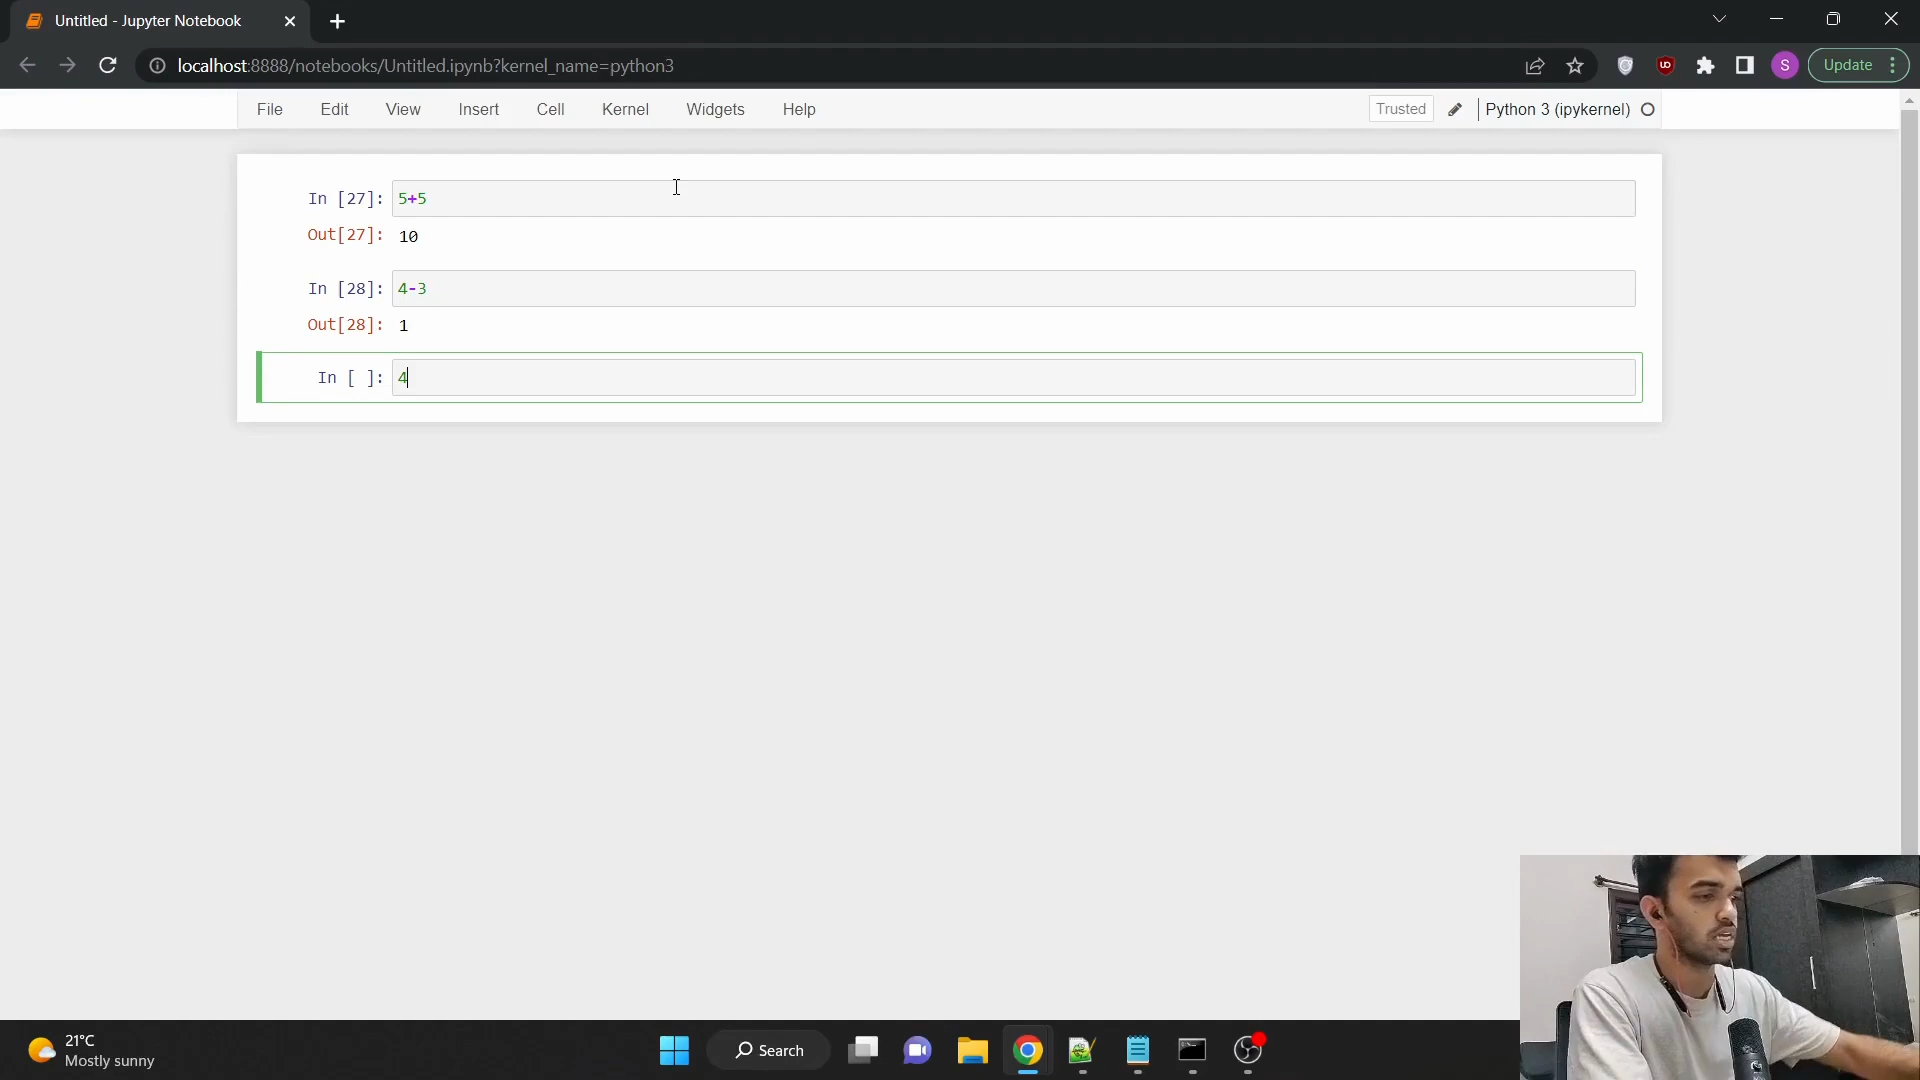 Untitled - Jupyter Notebook
localhost:8888/notebooks/Untitled.ipynb?kernel_name=python3
Update
File Edit View Insert Cell Kernel Widgets Help Trusted Python 3 (ipykernel)
In [27]: 5+5
Out[27]: 10
In [28]: 4-3
Out[28]: 1
In [ ]: 4
21°C
Mostly sunny
Search
S